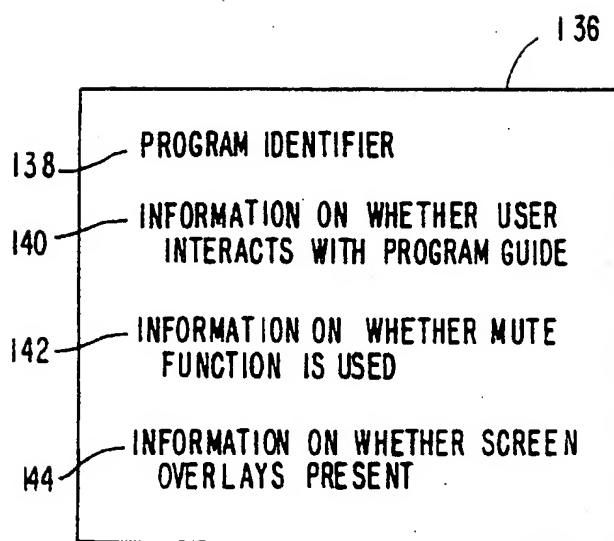 136
138 PROGRAM IDENTIFIER
140 INFORMATION ON WHETHER USER
INTERACTS WITH PROGRAM GUIDE
142 INFORMATION ON WHETHER MUTE
FUNCTION IS USED
144 INFORMATION ON WHETHER SCREEN
OVERLAYS PRESENT